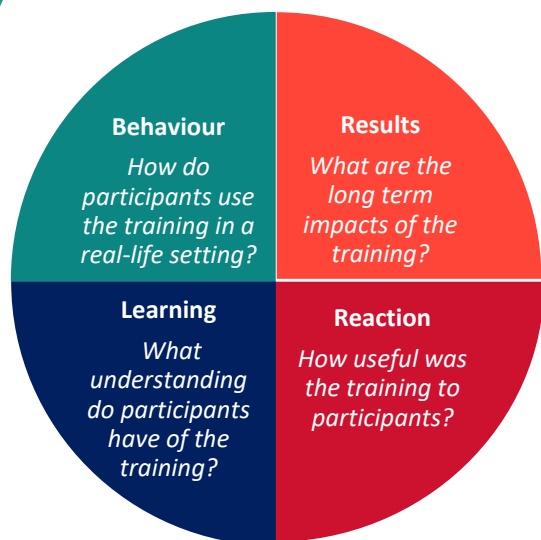 Behaviour
How do
participants use
the training in a
real-life setting?
Results
What are the
long term
impacts of the
training?
Learning
What
understanding
do participants
have of the
training?
Reaction
How useful was
the training to
participants?